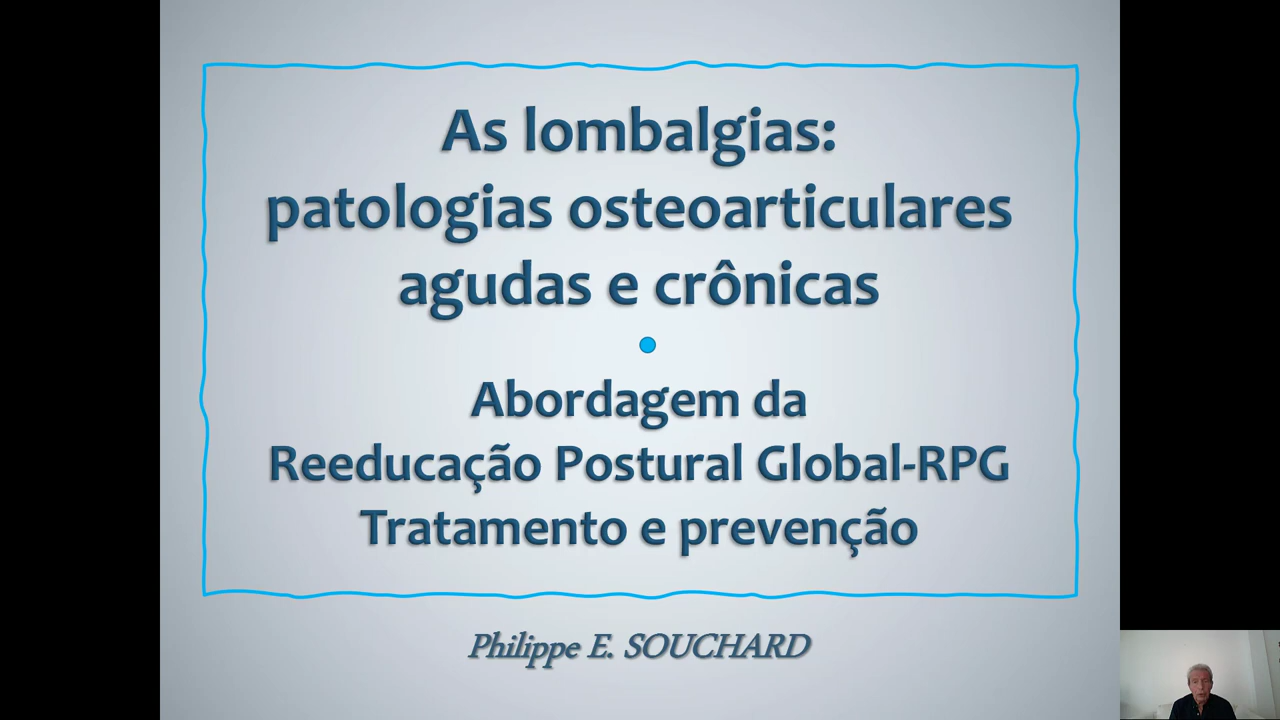 As lombalgias:
patologias osteoarticulares
agudas e crônicas
Abordagem da
Reeducação Postural Global-RPG
Tratamento e prevenção
Philippe E. SOUCHARD